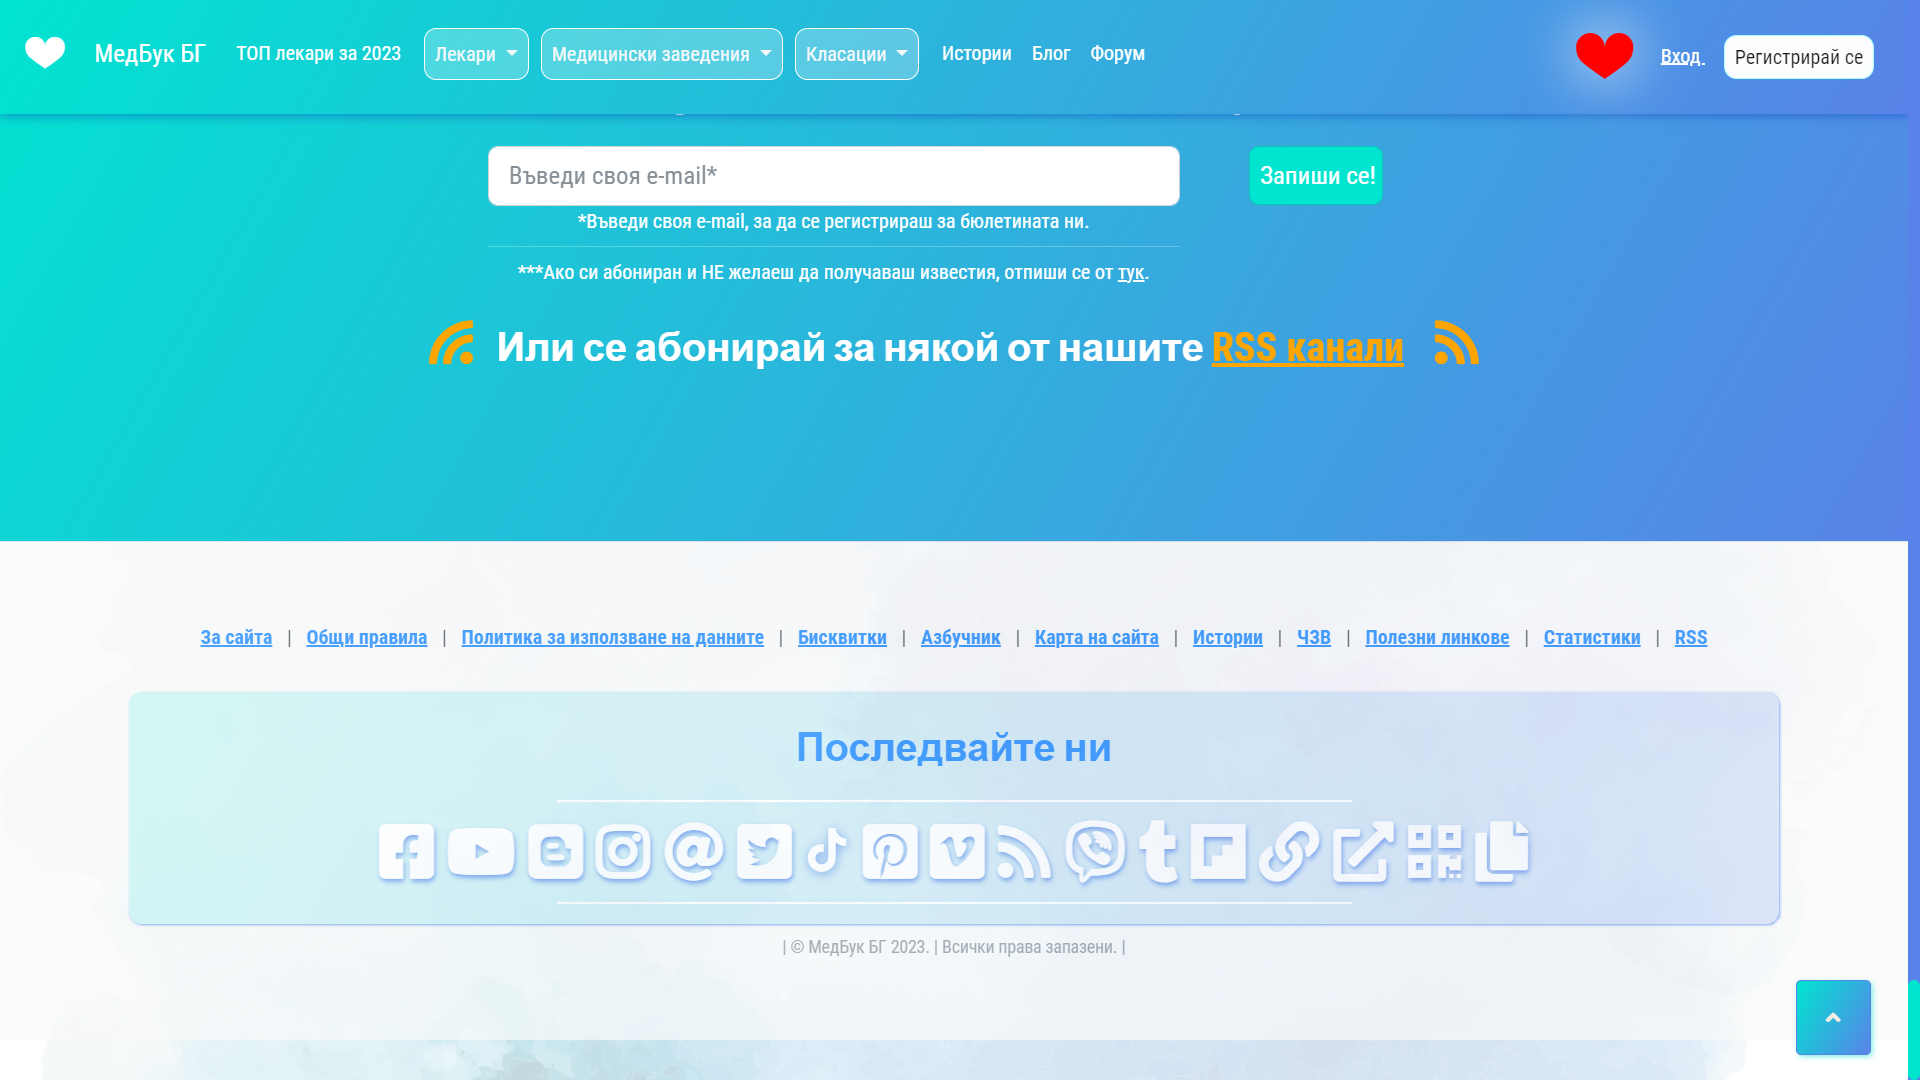 МедБук БГ ТОП лекари за 2023 Лекари Медицински заведения Класации Истории Блог Форум Вход Регистрирай се
Въведи своя e-mail* Запиши се!
*Въведи своя e-mail, за да се регистрираш за бюлетината ни.
***Ако си абониран и НЕ желаеш да получаваш известия, отпиши се от тук.
Или се абонирай за някой от нашите RSS канали
За сайта | Общи правила | Политика за използване на данните | Бисквитки | Азбучник | Карта на сайта | Истории | ЧЗВ | Полезни линкове | Статистики | RSS
Последвайте ни
| © МедБук БГ 2023. | Всички права запазени. |